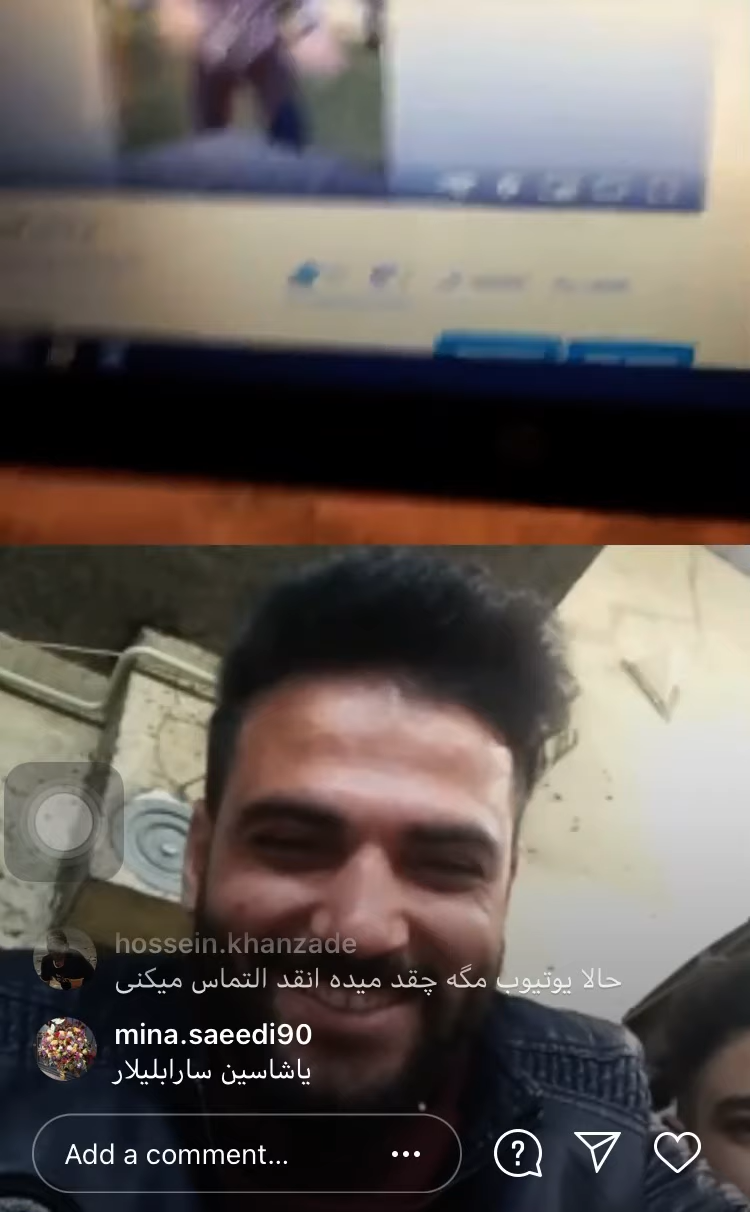 hossein.khanzade
حالا یوتیوب مگه چقد میده انقد التماس میکنی
mina.saeedi90
یاشاسین سارابلیلار
Add a comment...